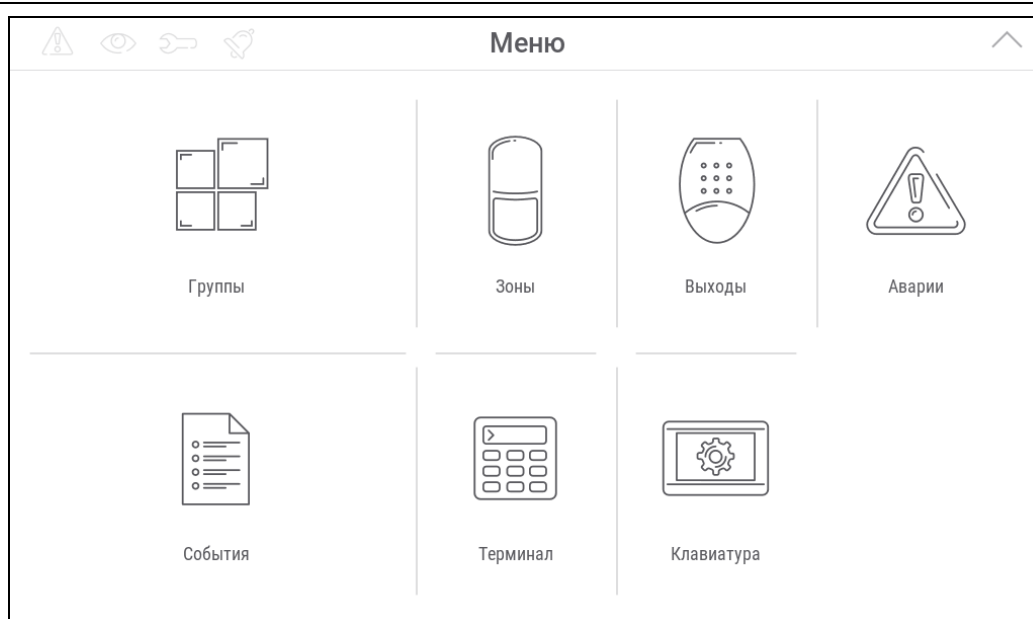 Меню
Группы
Зоны
Выходы
Аварии
События
Терминал
Клавиатура